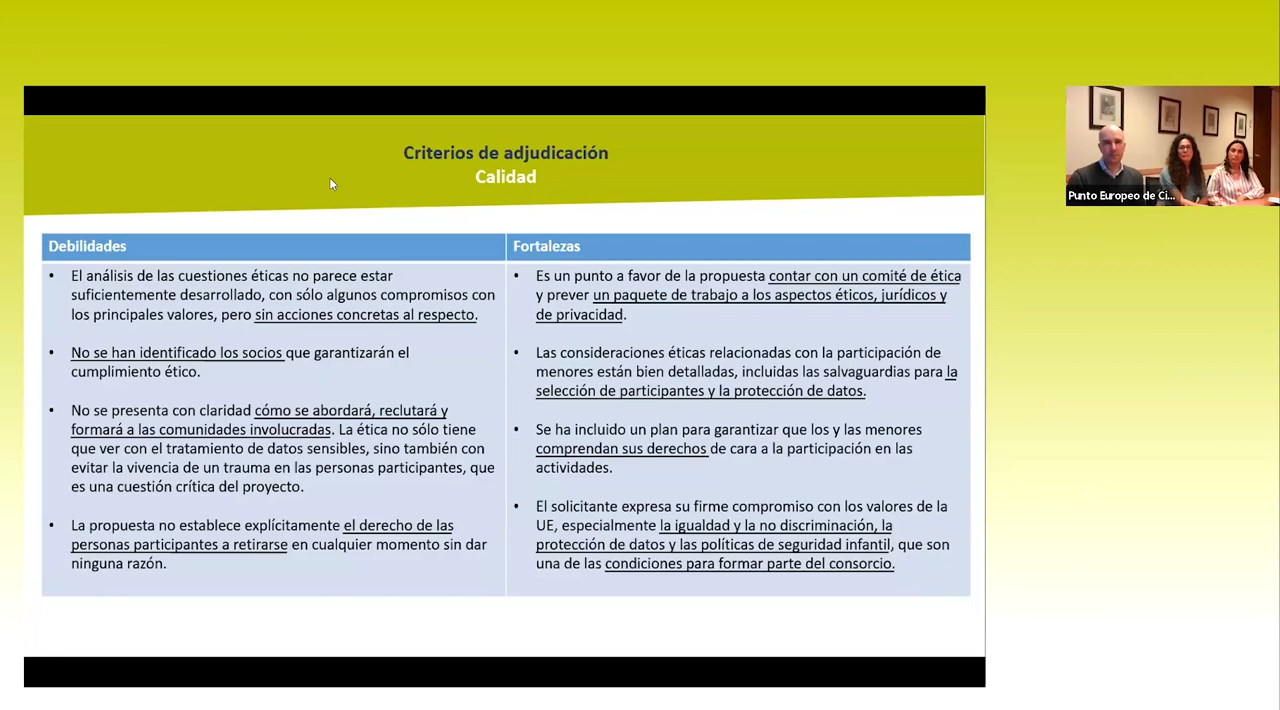 Criterios de adjudicación
Calidad
Debilidades
• El análisis de las cuestiones éticas no parece estar
suficientemente desarrollado, con sólo algunos compromisos con
los principales valores, pero sin acciones concretas al respecto.
• No se han identificado los socios que garantizarán el
cumplimiento ético.
• No se presenta con claridad cómo se abordará, reclutará y
formará a las comunidades involucradas. La ética no sólo tiene
que ver con el tratamiento de datos sensibles, sino también con
evitar la vivencia de un trauma en las personas participantes, que
es una cuestión crítica del proyecto.
• La propuesta no establece explícitamente el derecho de las
personas participantes a retirarse en cualquier momento sin dar
ninguna razón.
Fortalezas
• Es un punto a favor de la propuesta contar con un comité de ética
y prever un paquete de trabajo a los aspectos éticos, jurídicos y
de privacidad.
• Las consideraciones éticas relacionadas con la participación de
menores están bien detalladas, incluidas las salvaguardias para la
selección de participantes y la protección de datos.
• Se ha incluido un plan para garantizar que los y las menores
comprendan sus derechos de cara a la participación en las
actividades.
• El solicitante expresa su firme compromiso con los valores de la
UE, especialmente la igualdad y la no discriminación, la
protección de datos y las políticas de seguridad infantil, que son
una de las condiciones para formar parte del consorcio.
Punto Europeo de Ci...